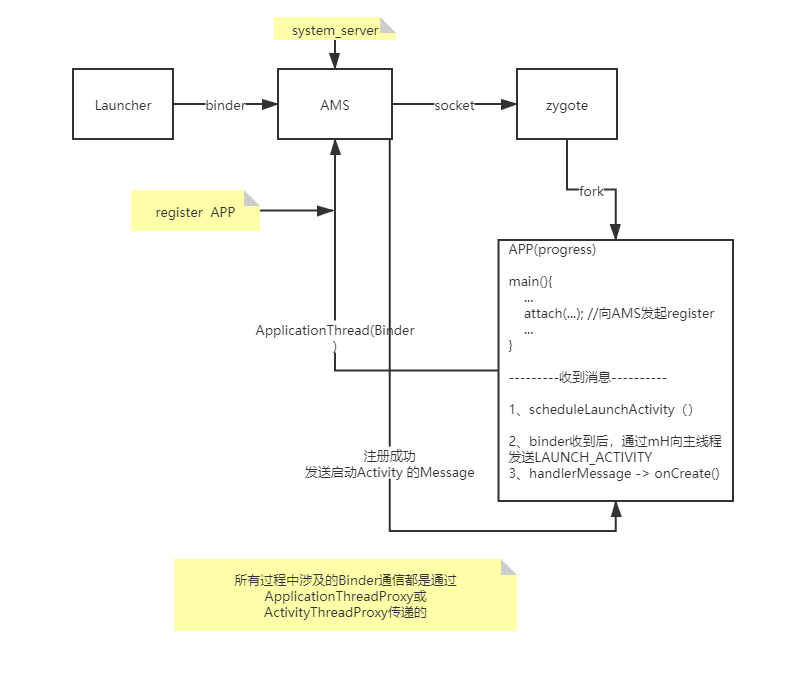 system_server
Launcher
binder
AMS
socket
zygote
fork
register APP
APP(progress)
main(){
...
attach(...); //向AMS发起register
...
}
---------收到消息----------
1、scheduleLaunchActivity（）
2、binder收到后，通过mH向主线程
发送LAUNCH_ACTIVITY
3、handlerMessage -> onCreate()
ApplicationThread(Binder
)
注册成功
发送启动Activity 的Message
所有过程中涉及的Binder通信都是通过
ApplicationThreadProxy或
ActivityThreadProxy传递的